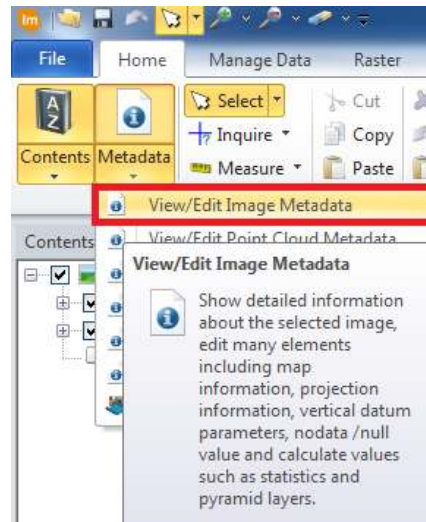 Im
File Home Manage Data Raster
A
Z
Select Cut
Inquire Copy
Contents Metadata
Measure Paste
View/Edit Image Metadata
Contents View/Edit Point Cloud Metadata
View/Edit Image Metadata
Show detailed information
about the selected image,
edit many elements
including map
information, projection
information, vertical datum
parameters, nodata /null
value and calculate values
such as statistics and
pyramid layers.